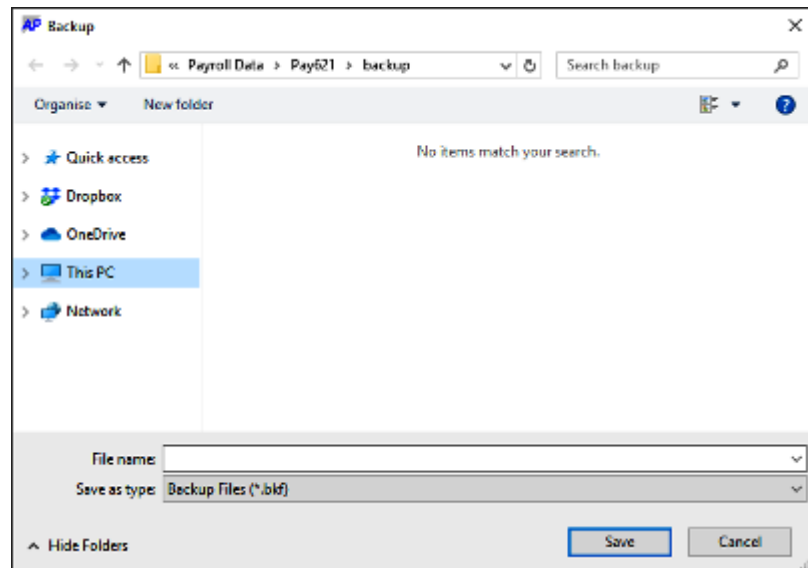 AP Backup
« Payroll Data > Pay621 > backup
Search backup
Organise
New folder
No items match your search.
Quick access
Dropbox
OneDrive
This PC
Network
File name:
Save as type: Backup Files (*.bkf)
Hide Folders
Save
Cancel